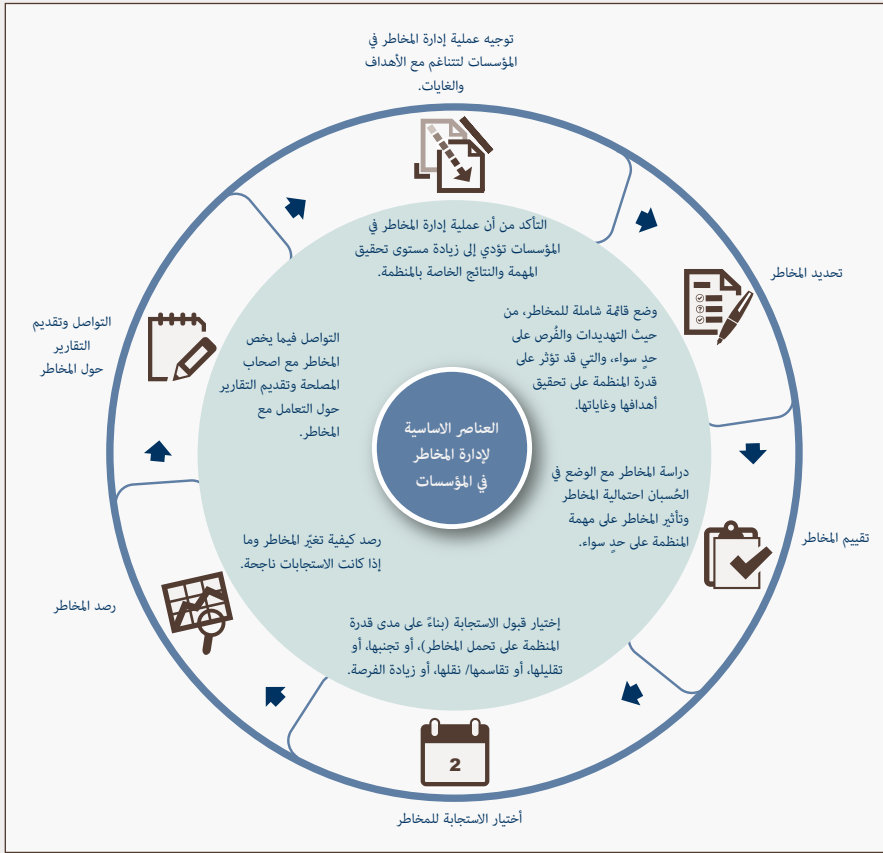 توجيه عملية إدارة المخاطر في
المؤسسات لتتناغم مع الأهداف
والغايات.
التأكد من أن عملية إدارة المخاطر في
المؤسسات تؤدي إلى زيادة مستوى تحقيق
المهمة والنتائج الخاصة بالمنظمة.
تحديد المخاطر
وضع قائمة شاملة للمخاطر، من
حيث التهديدات والفُرص على
حدٍ سواء، والتي قد تؤثر على
قدرة المنظمة على تحقيق
أهدافها وغاياتها.
تقييم المخاطر
دراسة المخاطر مع الوضع في
الحُسبان احتمالية المخاطر
وتأثير المخاطر على مهمة
المنظمة على حدٍ سواء.
أختيار الاستجابة للمخاطر
إختيار قبول الاستجابة (بناءً على مدى قدرة
المنظمة على تحمل المخاطر)، أو تجنبها، أو
تقليلها، أو تقاسمها/ نقلها، أو زيادة الفرصة.
2
رصد المخاطر
رصد كيفية تغيّر المخاطر وما
إذا كانت الاستجابات ناجحة.
التواصل وتقديم
التقارير
حول المخاطر
التواصل فيما يخص
المخاطر مع اصحاب
المصلحة وتقديم التقارير
حول التعامل مع
المخاطر.
العناصر الاساسية
لإدارة المخاطر
في المؤسسات